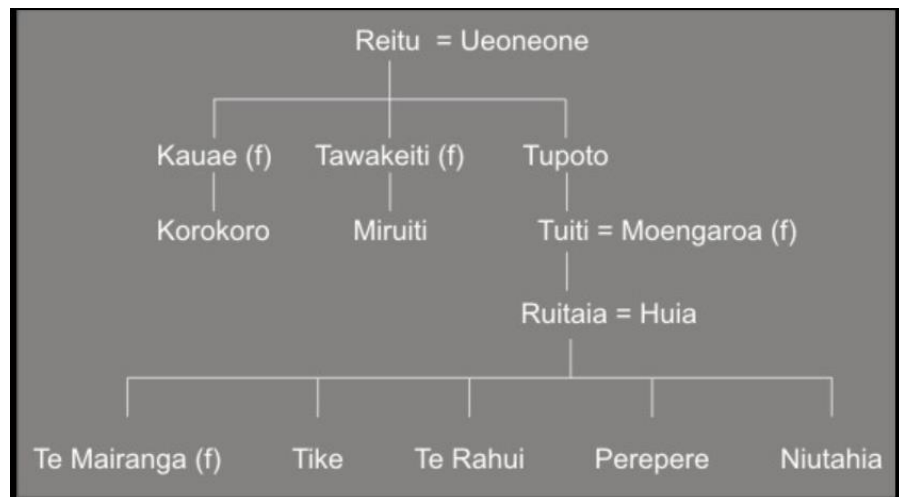 Reitu = Ueoneone
Kauae (f) Tawakeiti (f) Tupoto
Korokoro Miruiti Tuiti = Moengaroa (f)
Ruitaia = Huia
Te Mairanga (f) Tike Te Rahui Perepere Niutahia